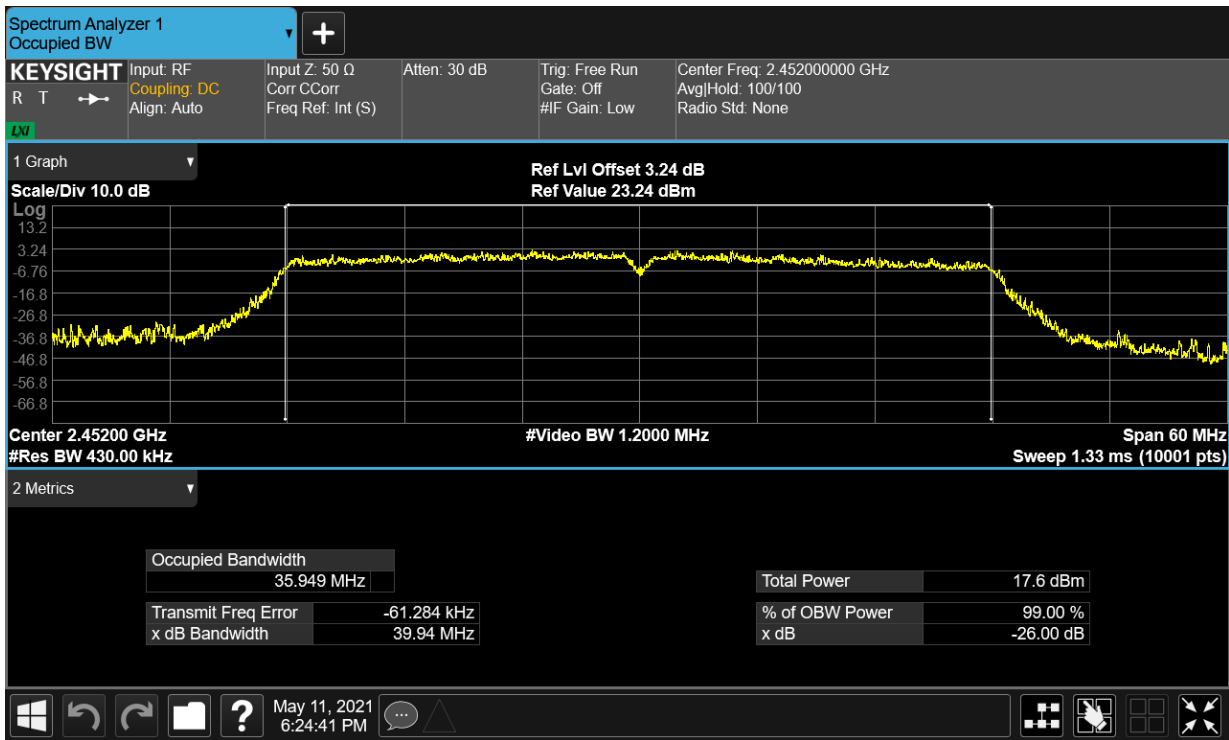 Spectrum Analyzer 1
Occupied BW
▼
+
KEYSIGHT Input: RF Input Z: 50 Ω Atten: 30 dB Trig: Free Run Center Freq: 2.452000000 GHz
R T Coupling: DC Corr CCorr Gate: Off Avg|Hold: 100/100
Align: Auto Freq Ref: Int (S) #IF Gain: Low Radio Std: None
LXI
1 Graph ▼ Ref Lvl Offset 3.24 dB
Scale/Div 10.0 dB Ref Value 23.24 dBm
Log
13.2
3.24
-6.76
-16.8
-26.8
-36.8
-46.8
-56.8
-66.8
Center 2.45200 GHz #Video BW 1.2000 MHz Span 60 MHz
#Res BW 430.00 kHz Sweep 1.33 ms (10001 pts)
2 Metrics ▼
Occupied Bandwidth
35.949 MHz Total Power 17.6 dBm
Transmit Freq Error -61.284 kHz % of OBW Power 99.00 %
x dB Bandwidth 39.94 MHz x dB -26.00 dB
? May 11, 2021
6:24:41 PM